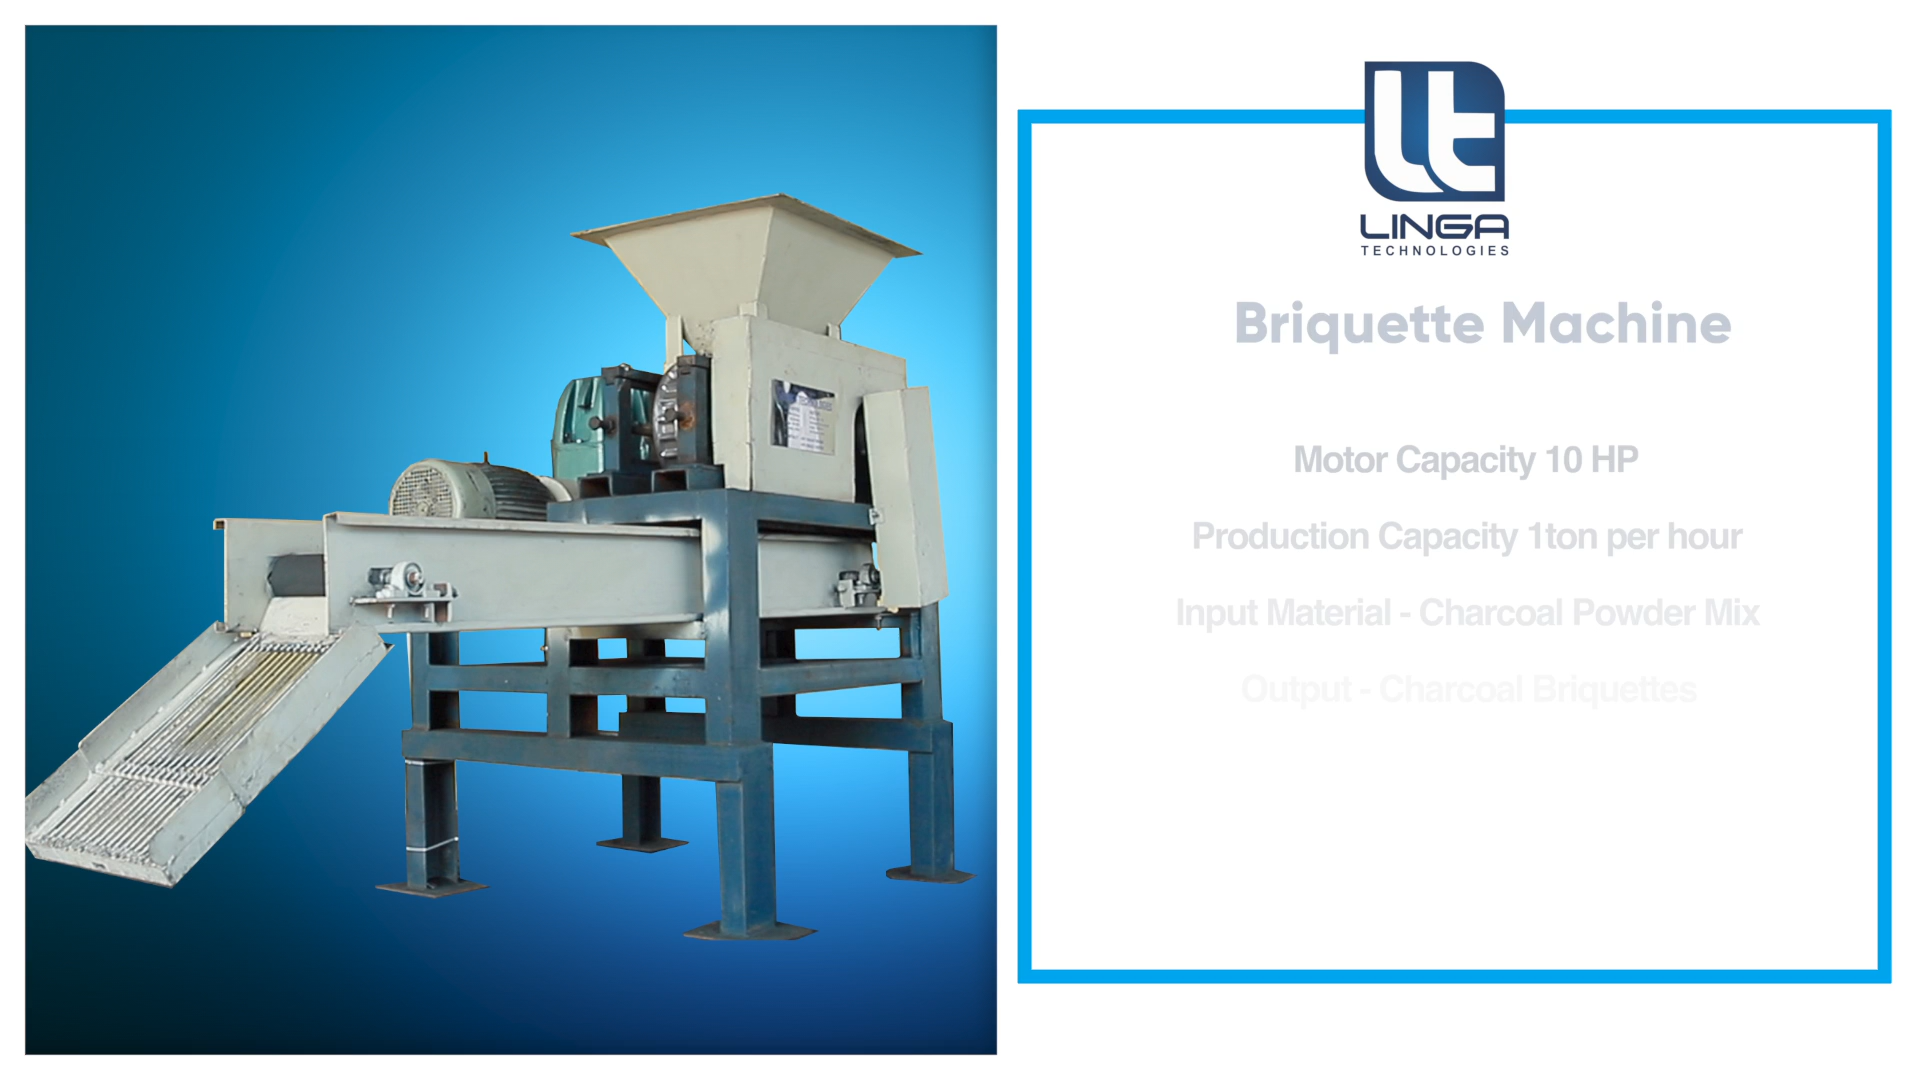 LINGA
TECHNOLOGIES
Briquette Machine
Motor Capacity 10 HP
Production Capacity 1ton per hour
Input Material - Charcoal Powder Mix
Output - Charcoal Briquettes